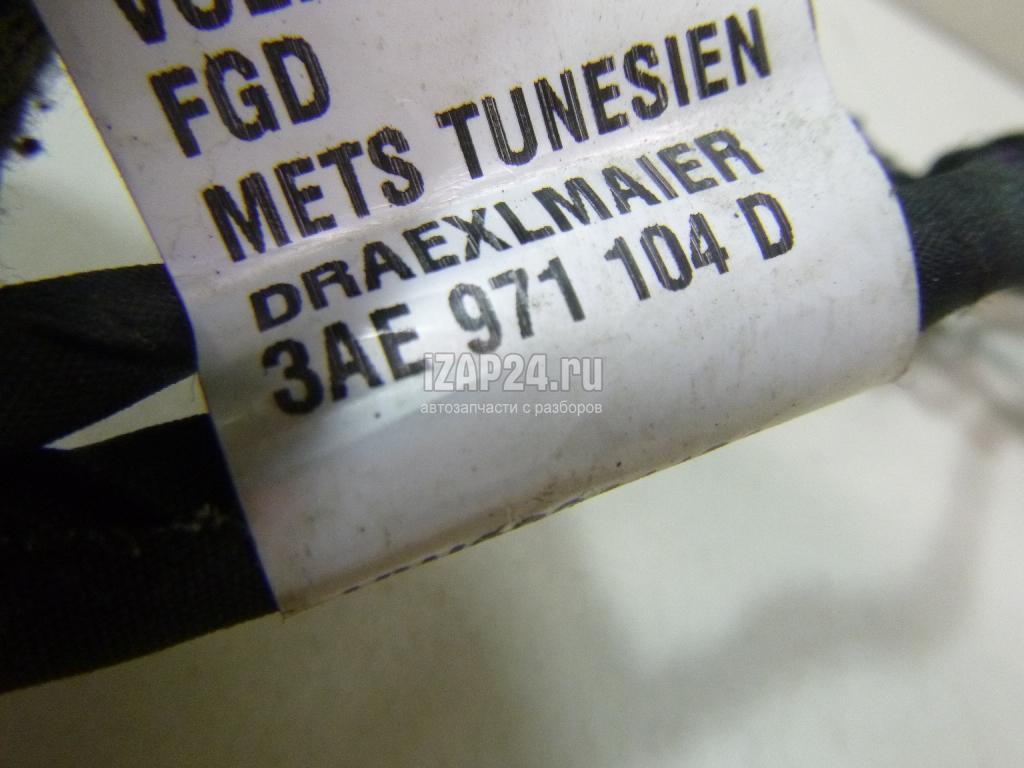 FGD
METS TUNESIEN
DRAEXLMAIER
3AE 971 104 D
iZAP24.ru
автозапчасти с разборов